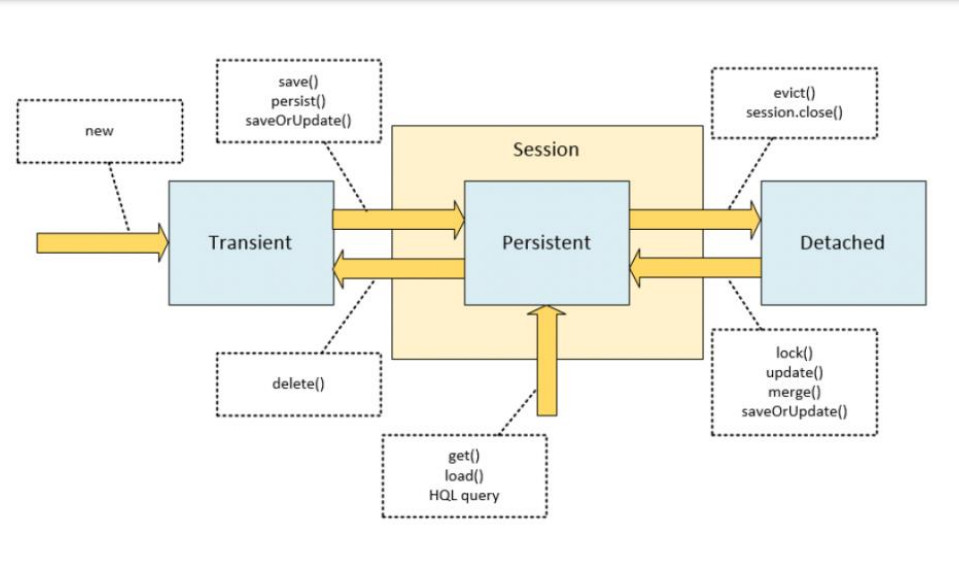 new
save()
persist()
saveOrUpdate()
evict()
session.close()
Session
Transient
Persistent
Detached
delete()
lock()
update()
merge()
saveOrUpdate()
get()
load()
HQL query